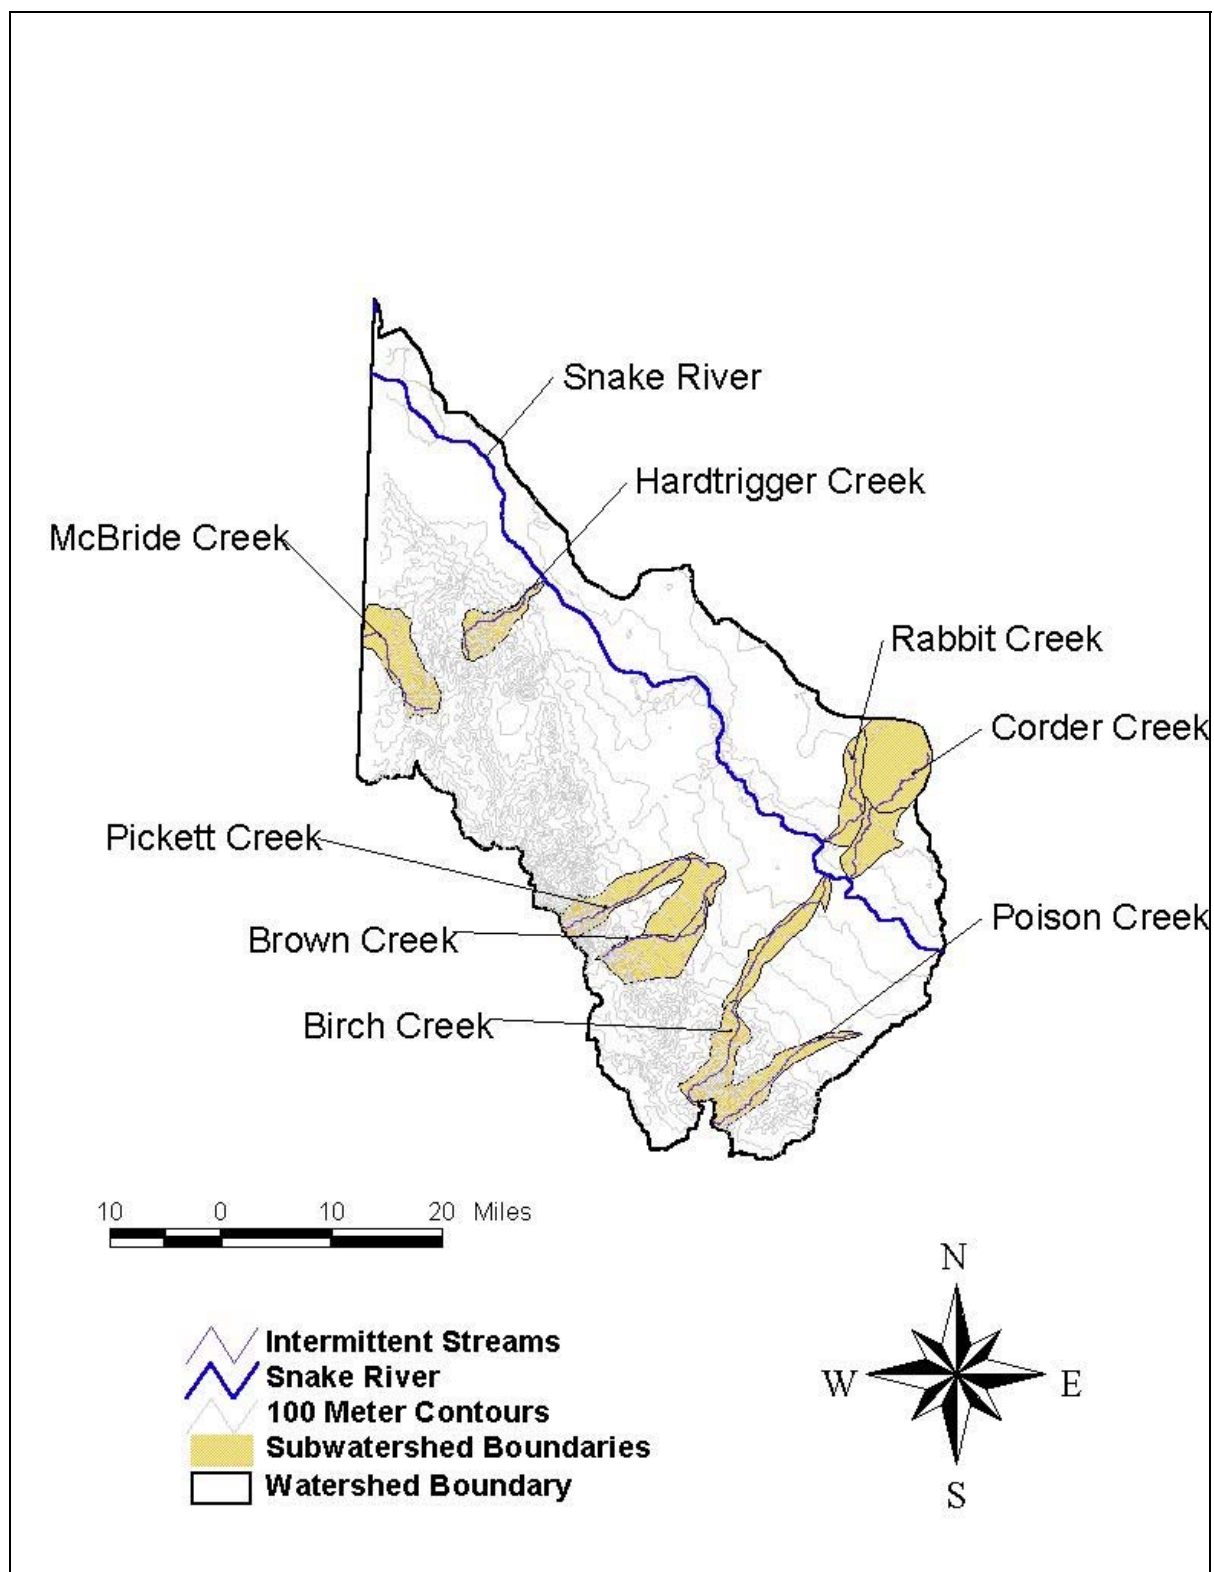 Snake River
Hardtrigger Creek
McBride Creek
Rabbit Creek
Corder Creek
Pickett Creek
Poison Creek
Brown Creek
Birch Creek
10 0 10 20 Miles
N
W E
S
Intermittent Streams
Snake River
100 Meter Contours
Subwatershed Boundaries
Watershed Boundary